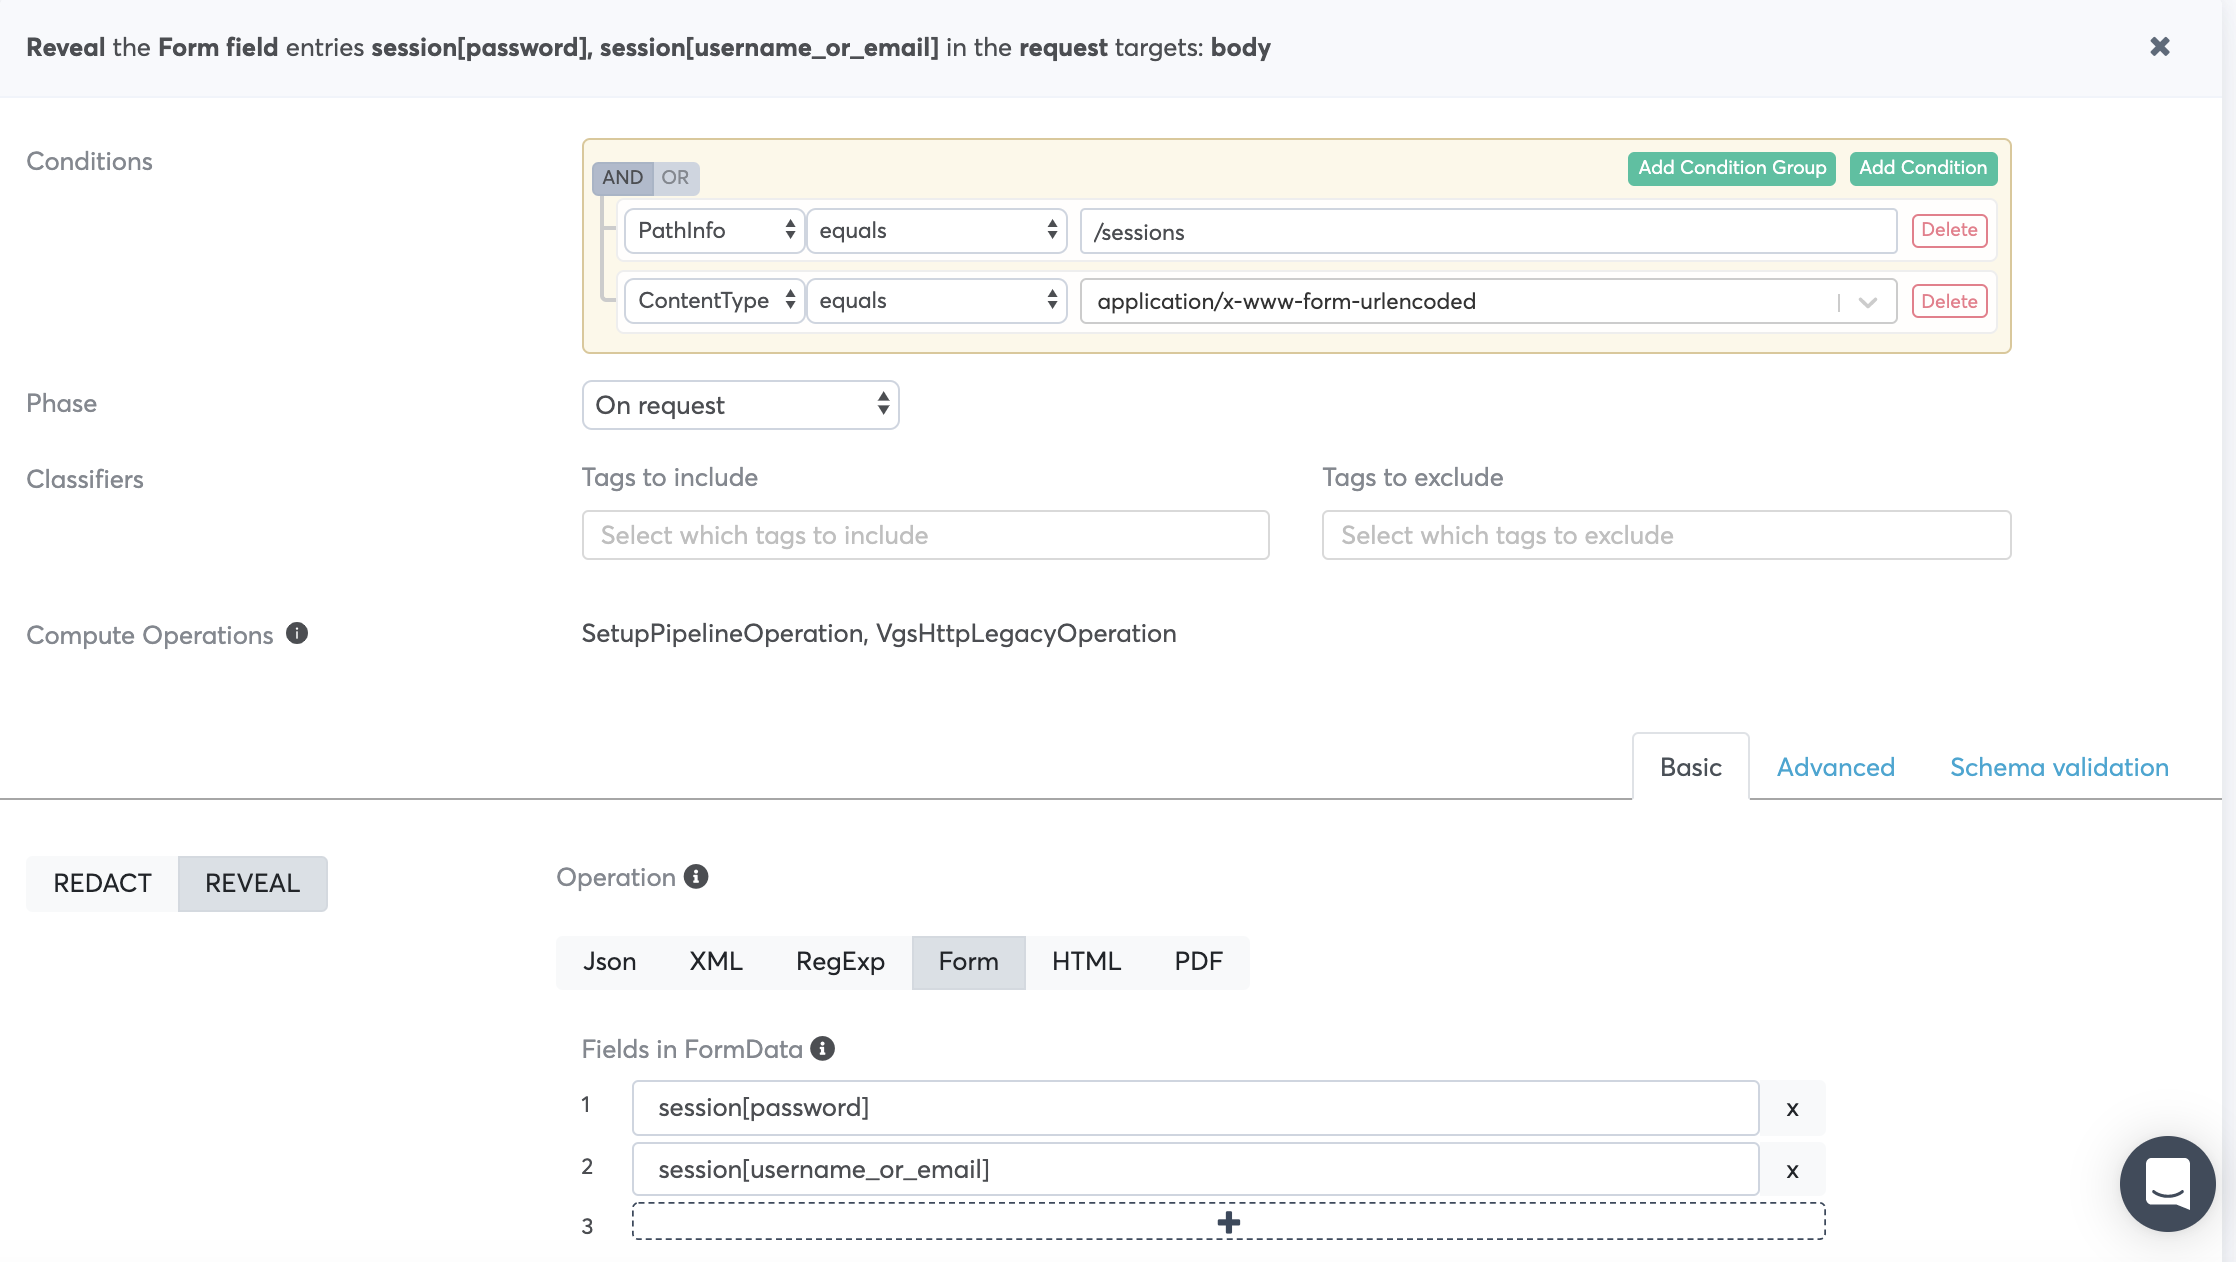 Reveal the Form field entries session[password], session[username_or_email] in the request targets: body
Conditions
AND OR
Add Condition Group Add Condition
PathInfo equals /sessions Delete
ContentType equals application/x-www-form-urlencoded Delete
Phase
On request
Classifiers
Tags to include
Tags to exclude
Select which tags to include
Select which tags to exclude
Compute Operations
SetupPipelineOperation, VgsHttpLegacyOperation
Basic Advanced Schema validation
REDACT REVEAL
Operation
Json XML RegExp Form HTML PDF
Fields in FormData
1 session[password] x
2 session[username_or_email] x
3